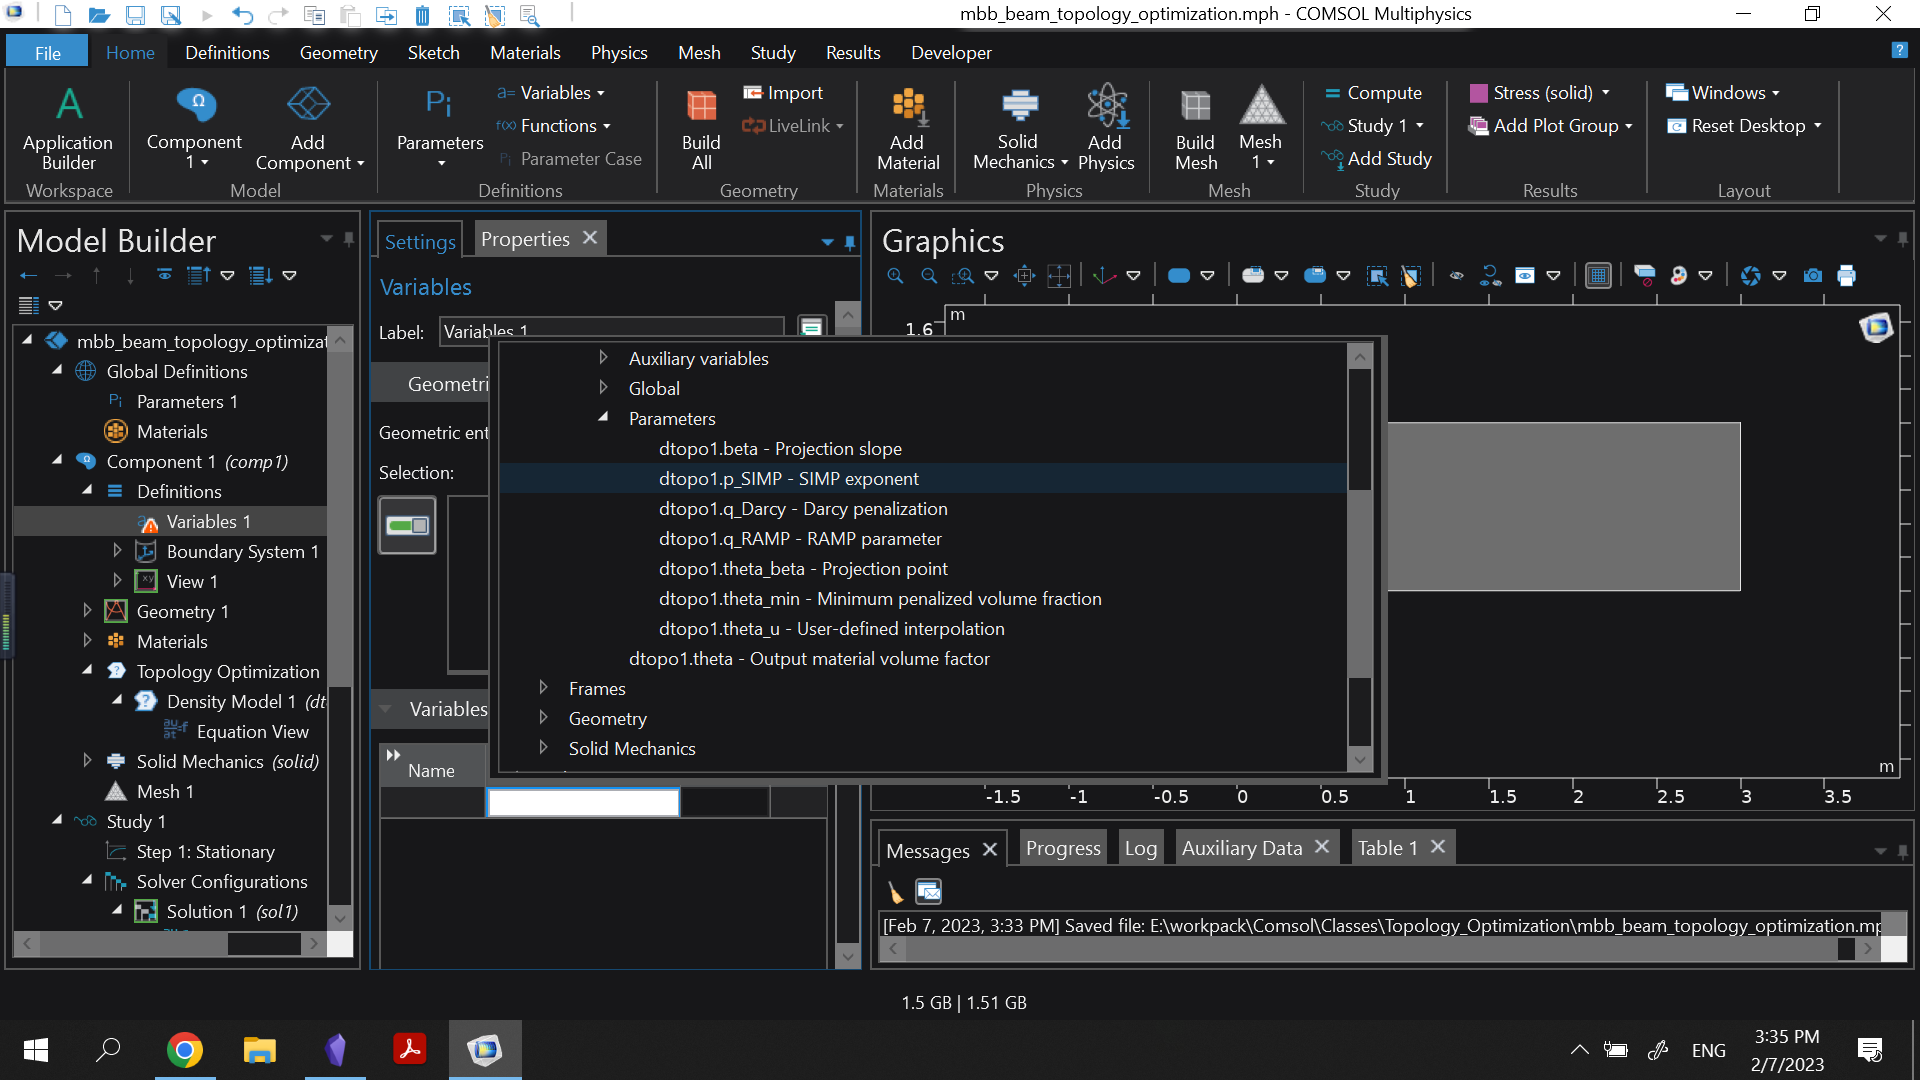 mbb_beam_topology_optimization.mph - COMSOL Multiphysics
File
Home
Definitions
Geometry
Sketch
Materials
Physics
Mesh
Study
Results
Developer
Application Builder
Workspace
Component 1
Add Component
Model
Pi
Parameters
a= Variables
f(x) Functions
Pi Parameter Case
Definitions
Build All
Import
LiveLink
Geometry
Add Material
Materials
Solid Mechanics
Add Physics
Physics
Build Mesh
Mesh 1
Mesh
= Compute
Study 1
Add Study
Study
Stress (solid)
Add Plot Group
Results
Windows
Reset Desktop
Layout
Model Builder
mbb_beam_topology_optimizat
Global Definitions
Pi Parameters 1
Materials
Component 1 (comp1)
Definitions
Variables 1
Boundary System 1
View 1
Geometry 1
Materials
Topology Optimization
Density Model 1 (dt
Equation View
Solid Mechanics (solid)
Mesh 1
Study 1
Step 1: Stationary
Solver Configurations
Solution 1 (sol1)
Settings
Properties
Variables
Label: Variables 1
Geometri
Geometric ent
Selection:
Variables
Name
Auxiliary variables
Global
Parameters
dtopo1.beta - Projection slope
dtopo1.p_SIMP - SIMP exponent
dtopo1.q_Darcy - Darcy penalization
dtopo1.q_RAMP - RAMP parameter
dtopo1.theta_beta - Projection point
dtopo1.theta_min - Minimum penalized volume fraction
dtopo1.theta_u - User-defined interpolation
dtopo1.theta - Output material volume factor
Frames
Geometry
Solid Mechanics
Graphics
m
1.6
m
-1.5 -1 -0.5 0 0.5 1 1.5 2 2.5 3 3.5
Messages
Progress
Log
Auxiliary Data
Table 1
[Feb 7, 2023, 3:33 PM] Saved file: E:\workpack\Comsol\Classes\Topology_Optimization\mbb_beam_topology_optimization.mp
1.5 GB | 1.51 GB
ENG
3:35 PM
2/7/2023